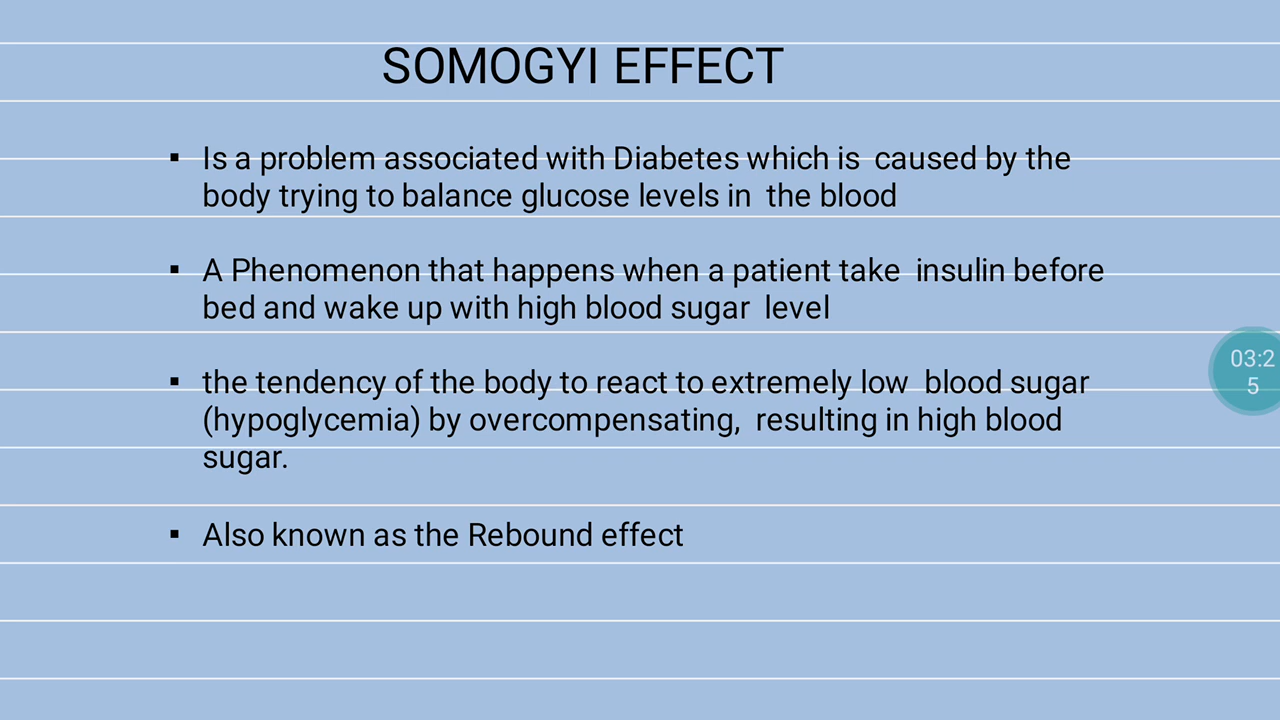 SOMOGYI EFFECT
▪ Is a problem associated with Diabetes which is caused by the
body trying to balance glucose levels in the blood
▪ A Phenomenon that happens when a patient take insulin before
bed and wake up with high blood sugar level
▪ the tendency of the body to react to extremely low blood sugar
(hypoglycemia) by overcompensating, resulting in high blood
sugar.
▪ Also known as the Rebound effect
03:2
5